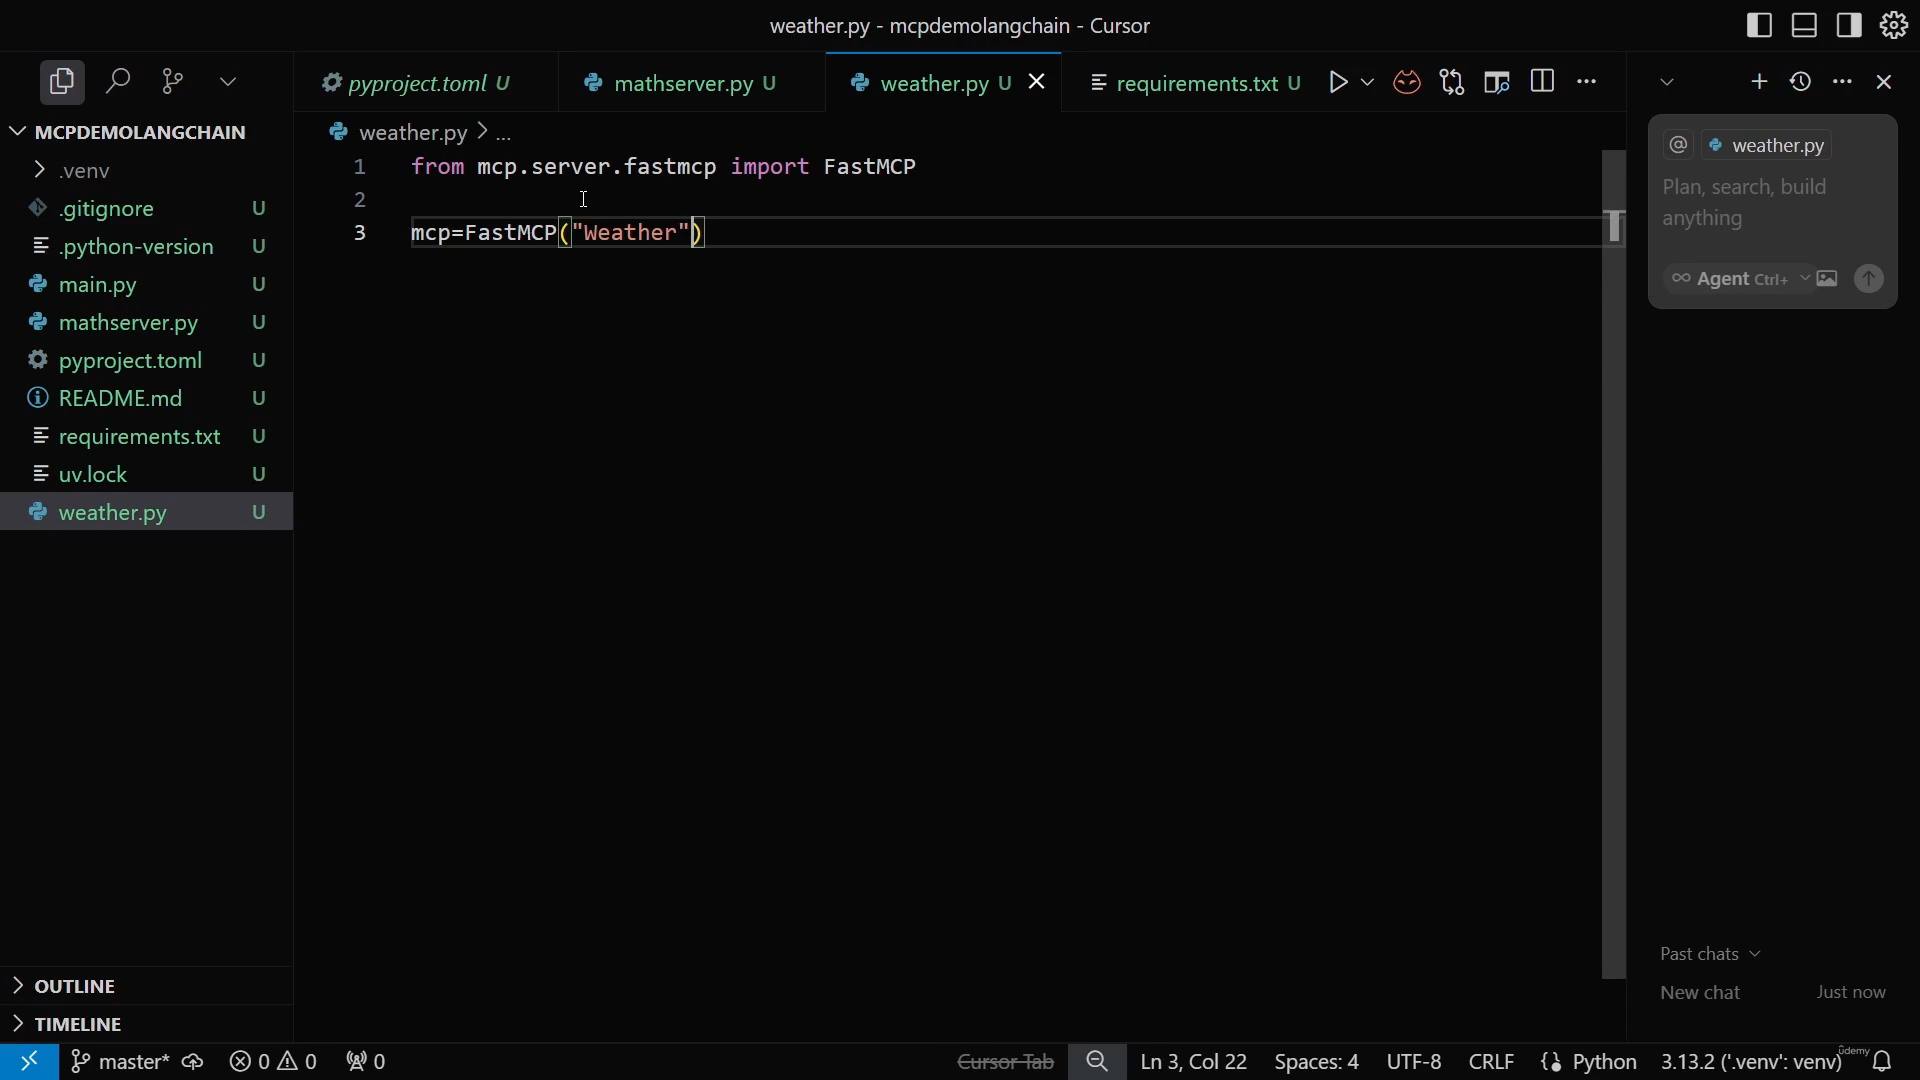 weather.py - mcpdemolangchain - Cursor
pyproject.toml U
mathserver.py U
weather.py U
requirements.txt U
MCPDEMOLANGCHAIN
.venv
.gitignore U
.python-version U
main.py U
mathserver.py U
pyproject.toml U
README.md U
requirements.txt U
uv.lock U
weather.py U
OUTLINE
TIMELINE
weather.py > ...
1 from mcp.server.fastmcp import FastMCP
2
3 mcp=FastMCP("Weather")
@ weather.py
Plan, search, build
anything
∞ Agent Ctrl+
Past chats
New chat Just now
master* 0 0 0 Cursor Tab Ln 3, Col 22 Spaces: 4 UTF-8 CRLF {} Python 3.13.2 ('.venv': venv)
udemy